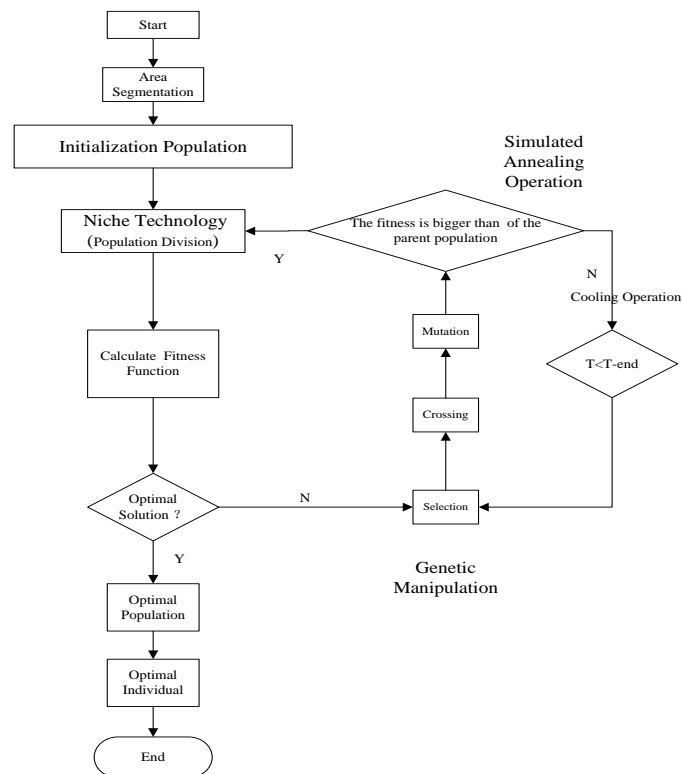 Start
Area
Segmentation
Initialization Population
Simulated
Annealing
Operation
Niche Technology
(Population Division)
The fitness is bigger than of the
parent population
Y
N
Cooling Operation
Mutation
Calculate Fitness
Function
T<T-end
Crossing
Optimal
Solution ?
N
Selection
Y
Genetic
Manipulation
Optimal
Population
Optimal
Individual
End